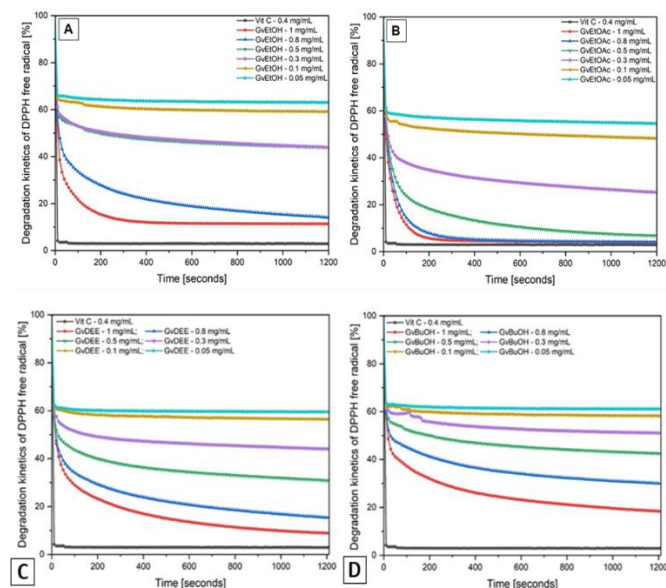 A
Vit C - 0.4 mg/mL
GvEtOH - 1 mg/mL
GvEtOH - 0.8 mg/mL
GvEtOH - 0.5 mg/mL
GvEtOH - 0.3 mg/mL
GvEtOH - 0.1 mg/mL
GvEtOH - 0.05 mg/mL
Degradation kinetics of DPPH free radical [%]
100
80
60
40
20
0
0 200 400 600 800 1000 1200
Time [seconds]
B
Vit C - 0.4 mg/mL
GvEtOAc - 1 mg/mL
GvEtOAc - 0.8 mg/mL
GvEtOAc - 0.5 mg/mL
GvEtOAc - 0.3 mg/mL
GvEtOAc - 0.1 mg/mL
GvEtOAc - 0.05 mg/mL
Degradation kinetics of DPPH free radical [%]
100
80
60
40
20
0
0 200 400 600 800 1000 1200
Time [seconds]
Vit C - 0.4 mg/mL
GvDEE - 1 mg/mL; GvDEE - 0.8 mg/mL
GvDEE - 0.5 mg/mL; GvDEE - 0.3 mg/mL
GvDEE - 0.1 mg/mL; GvDEE - 0.05 mg/mL
Degradation kinetics of DPPH free radical [%]
100
80
60
40
20
0
0 200 400 600 800 1000 1200
Time [seconds]
C
Vit C - 0.4 mg/mL
GvBuOH - 1 mg/mL; GvBuOH - 0.8 mg/mL
GvBuOH - 0.5 mg/mL; GvBuOH - 0.3 mg/mL
GvBuOH - 0.1 mg/mL; GvBuOH - 0.05 mg/mL
Degradation kinetics of DPPH free radical [%]
100
80
60
40
20
0
0 200 400 600 800 1000 1200
Time [seconds]
D